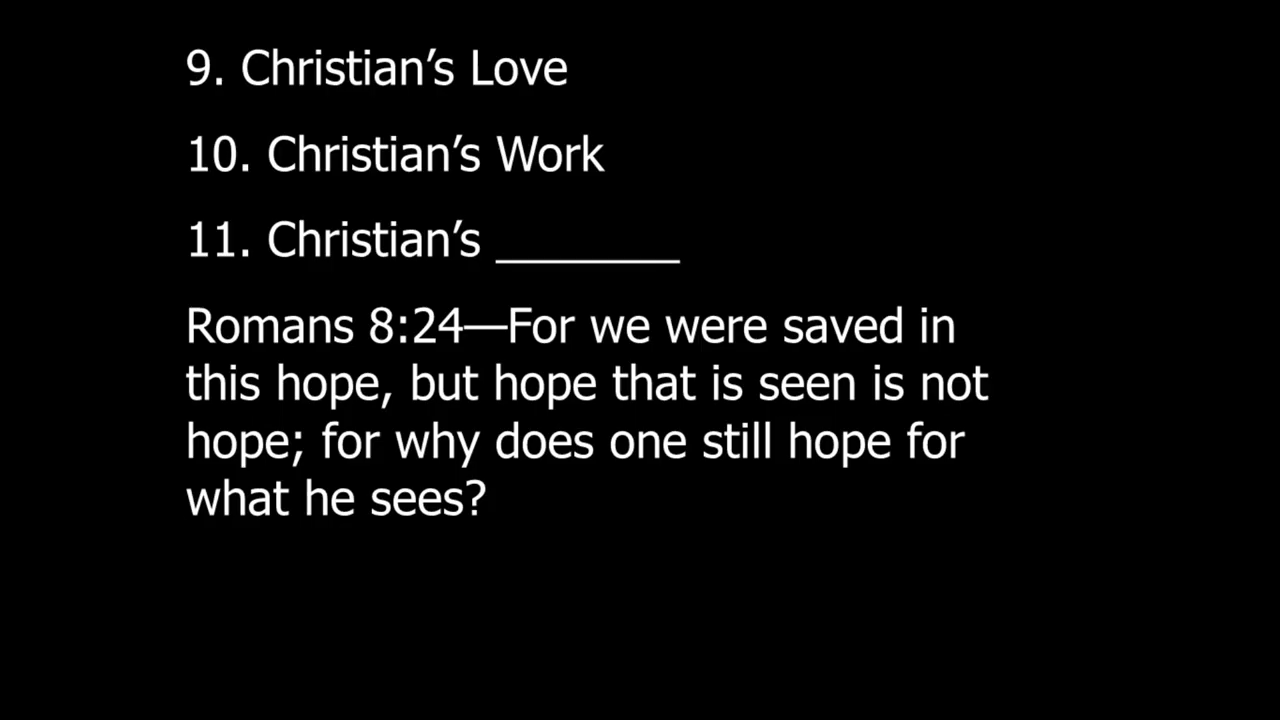 9. Christian’s Love
10. Christian’s Work
11. Christian’s _______
Romans 8:24—For we were saved in
this hope, but hope that is seen is not
hope; for why does one still hope for
what he sees?